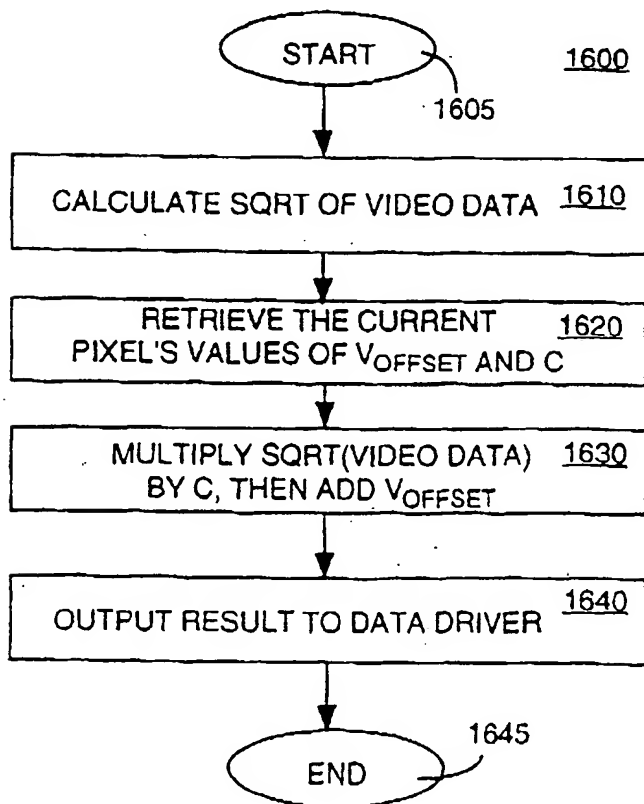 START
1600
1605
CALCULATE SQRT OF VIDEO DATA 1610
RETRIEVE THE CURRENT
PIXEL'S VALUES OF VOFFSET AND C
1620
MULTIPLY SQRT(VIDEO DATA)
BY C, THEN ADD VOFFSET
1630
OUTPUT RESULT TO DATA DRIVER
1640
1645
END